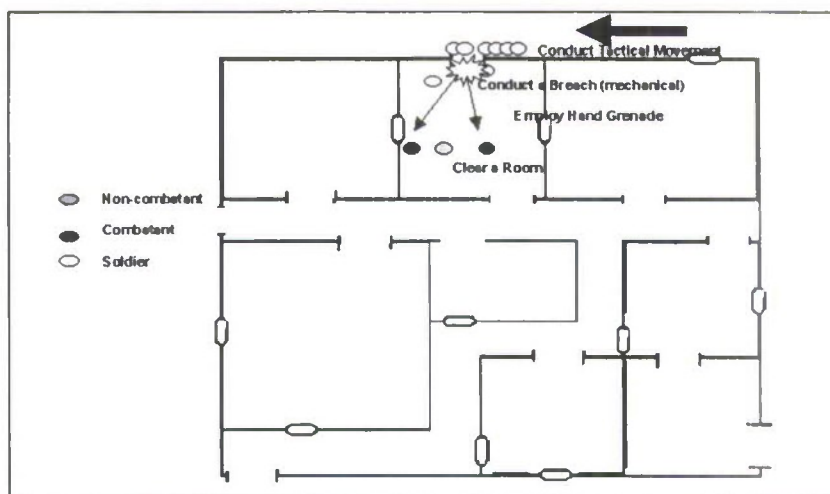 Conduct Tactical Movement
Conduct a Breach (mechanical)
Employ Hand Grenade
Clear a Room
Non-combatant
Combatant
Soldier